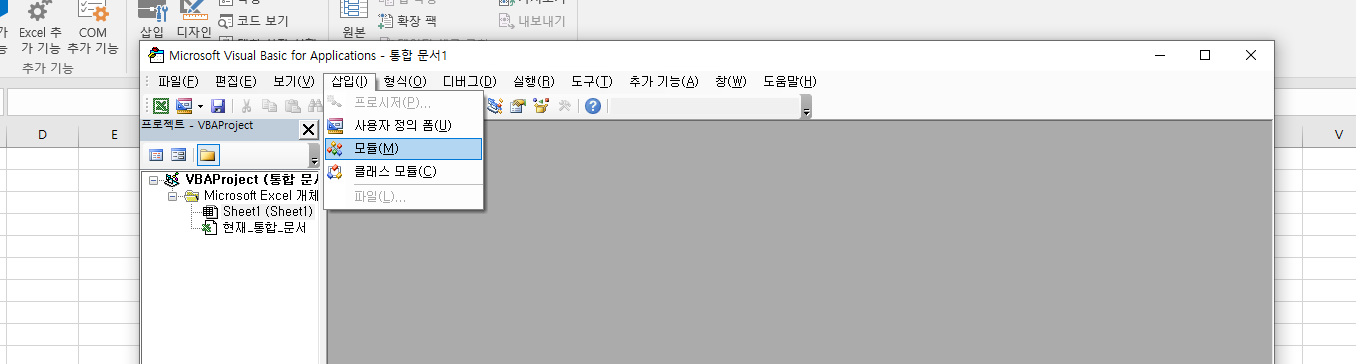 코드 보기
Excel 추
가 기능
COM
추가 기능
추가 기능
삽입
디자인
원본
확장 팩
내보내기
Microsoft Visual Basic for Applications - 통합 문서1
파일(F) 편집(E) 보기(V) 삽입(I) 형식(O) 디버그(D) 실행(R) 도구(T) 추가 기능(A) 창(W) 도움말(H)
프로시저(P)...
사용자 정의 폼(U)
모듈(M)
클래스 모듈(C)
파일(L)...
프로젝트 - VBAProject
VBAProject (통합 문서
Microsoft Excel 개체
Sheet1 (Sheet1)
현재_통합_문서
D E V